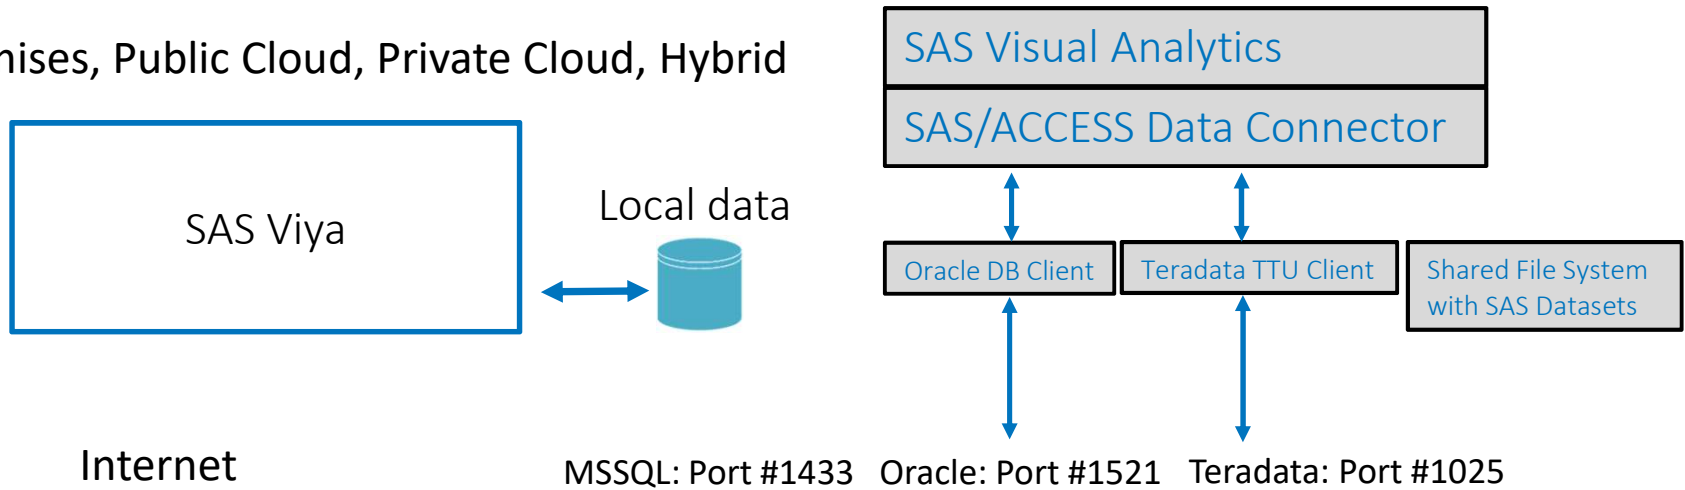 Public Cloud, Private Cloud, Hybrid
SAS Viya
Local data
Internet
SAS Visual Analytics
SAS/ACCESS Data Connector
Oracle DB Client
Teradata TTU Client
Shared File System
with SAS Datasets
MSSQL: Port #1433
Oracle: Port #1521
Teradata: Port #1025